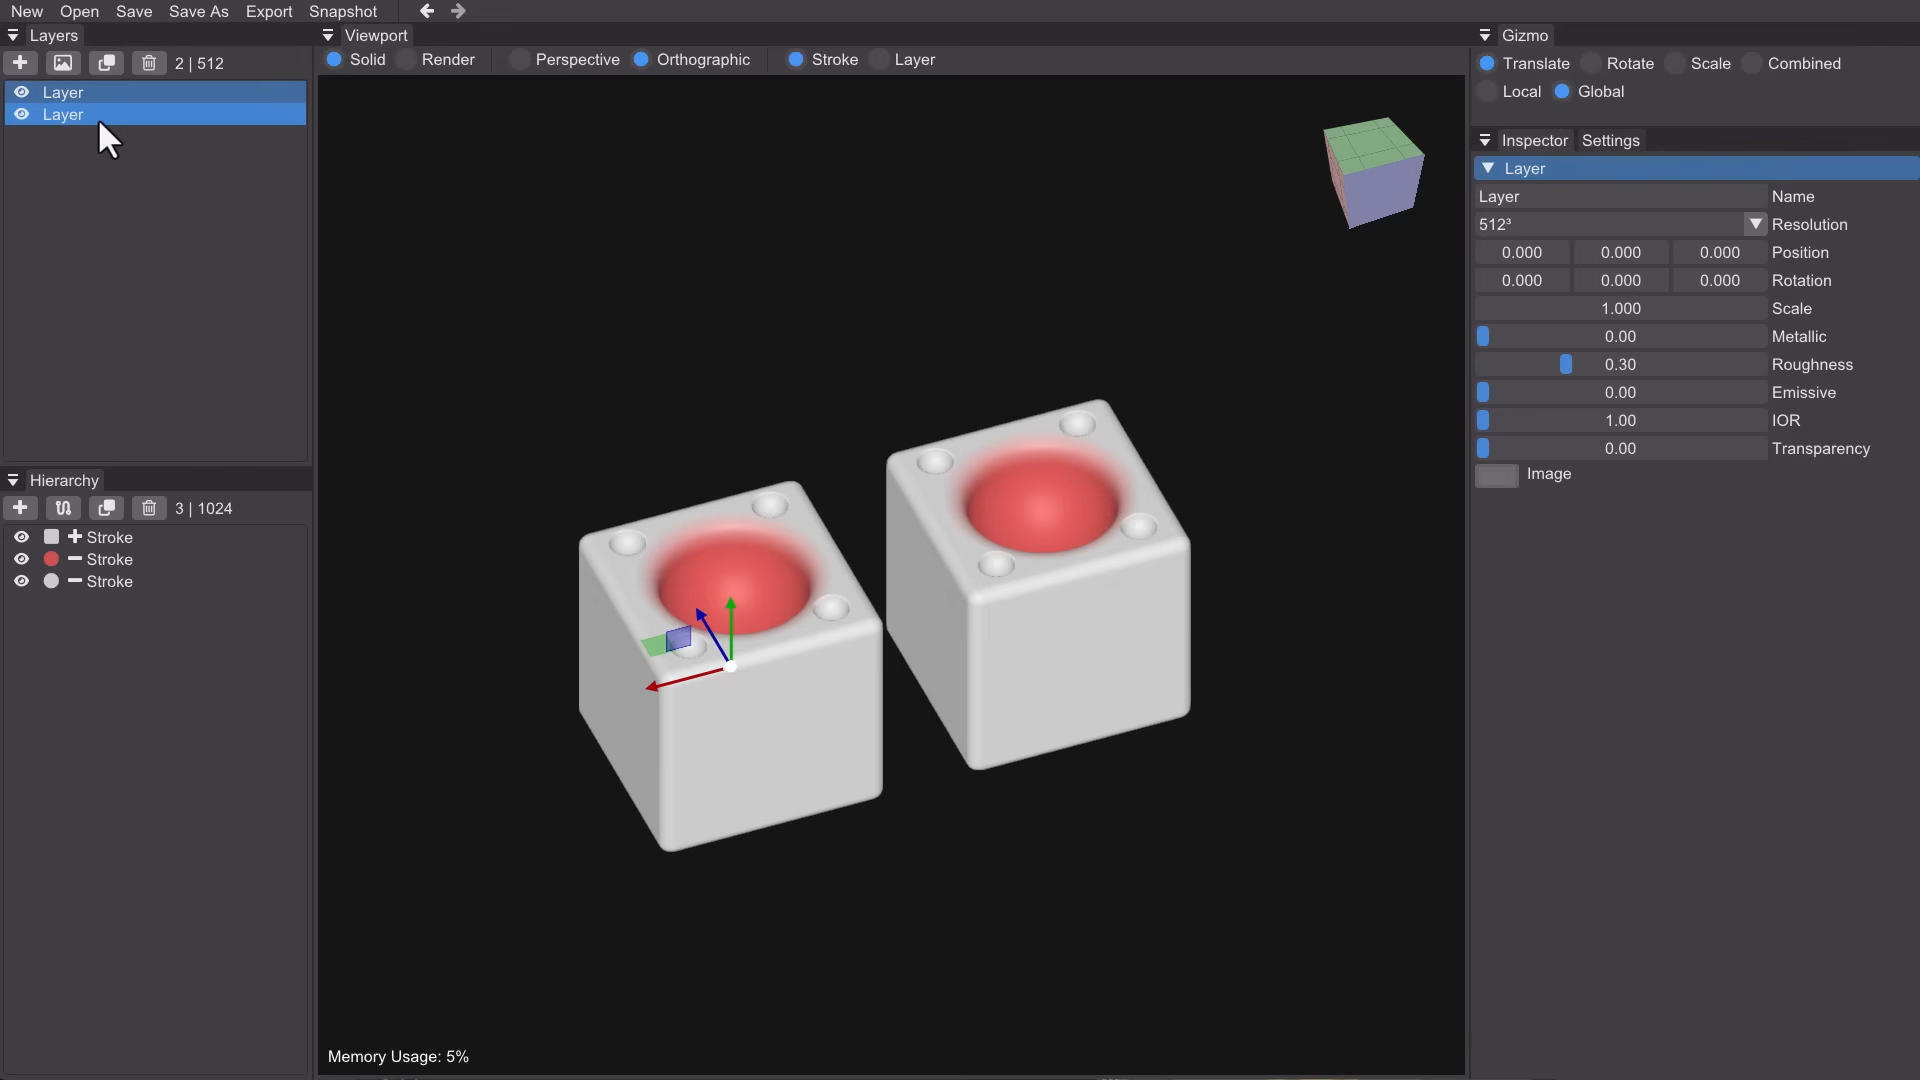 New Open Save Save As Export Snapshot
Layers
2 | 512
Layer
Layer
Hierarchy
3 | 1024
Stroke
Stroke
Stroke
Viewport
Solid Render Perspective Orthographic Stroke Layer
Memory Usage: 5%
Gizmo
Translate Rotate Scale Combined
Local Global
Inspector Settings
Layer
Layer Name
512³ Resolution
0.000 0.000 0.000 Position
0.000 0.000 0.000 Rotation
1.000 Scale
0.00 Metallic
0.30 Roughness
0.00 Emissive
1.00 IOR
0.00 Transparency
Image